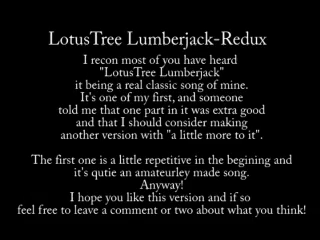 LotusTree Lumberjack-Redux
I recon most of you have heard
"LotusTree Lumberjack"
it being a real classic song of mine.
It's one of my first, and someone
told me that one part in it was extra good
and that I should consider making
another version with "a little more to it".
The first one is a little repetitive in the begining and
it's qutie an amateurley made song.
Anyway!
I hope you like this version and if so
feel free to leave a comment or two about what you think!